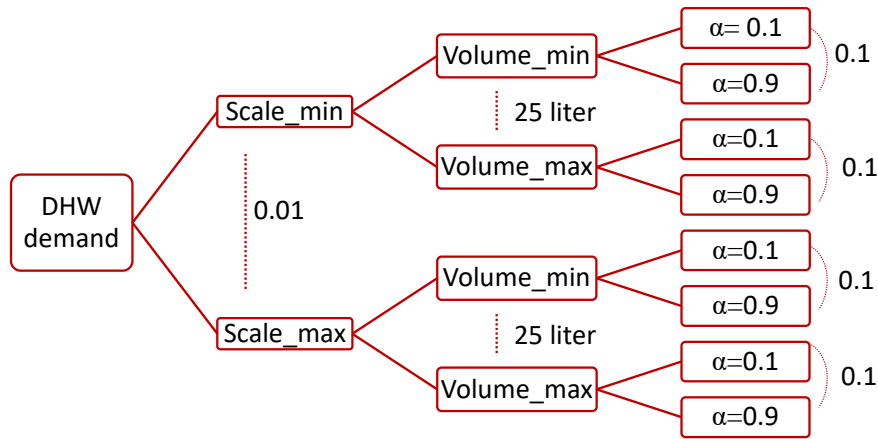 DHW
demand
Scale_min
0.01
Scale_max
Volume_min
25 liter
Volume_max
Volume_min
25 liter
Volume_max
α= 0.1
α=0.9
0.1
α=0.1
α=0.9
0.1
α=0.1
α=0.9
0.1
α=0.1
α=0.9
0.1